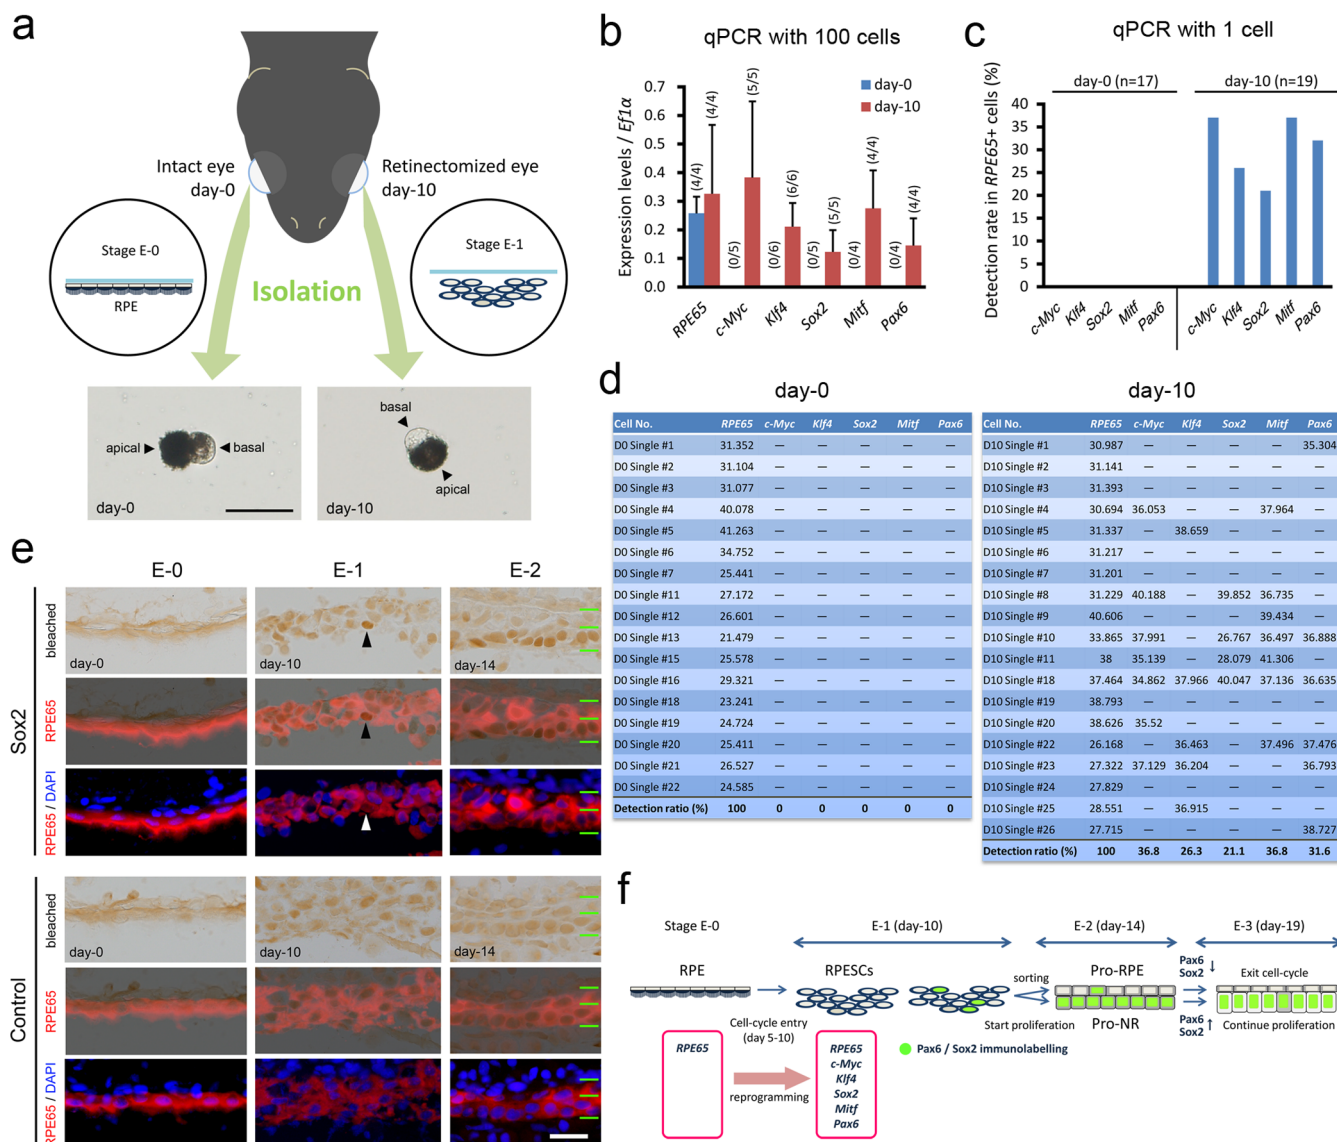 a
Intact eye
day-0
Retinectomized eye
day-10
Stage E-0
RPE
Isolation
Stage E-1
apical
basal
day-0
basal
apical
day-10
b
qPCR with 100 cells
Expression levels / Ef1α
0.7
0.6
0.5
0.4
0.3
0.2
0.1
0.0
day-0
day-10
(4/4)
(4/4)
(0/5)
(5/5)
(0/6)
(6/6)
(0/5)
(5/5)
(0/4)
(4/4)
(0/4)
(4/4)
RPE65
c-Myc
Klf4
Sox2
Mitf
Pax6
c
qPCR with 1 cell
day-0 (n=17)
day-10 (n=19)
Detection rate in RPE65+ cells (%)
40
35
30
25
20
15
10
5
0
c-Myc
Klf4
Sox2
Mitf
Pax6
c-Myc
Klf4
Sox2
Mitf
Pax6
d
day-0
Cell No. RPE65 c-Myc Klf4 Sox2 Mitf Pax6
D0 Single #1 31.352 — — — — —
D0 Single #2 31.104 — — — — —
D0 Single #3 31.077 — — — — —
D0 Single #4 40.078 — — — — —
D0 Single #5 41.263 — — — — —
D0 Single #6 34.752 — — — — —
D0 Single #7 25.441 — — — — —
D0 Single #11 27.172 — — — — —
D0 Single #12 26.601 — — — — —
D0 Single #13 21.479 — — — — —
D0 Single #15 25.578 — — — — —
D0 Single #16 29.321 — — — — —
D0 Single #18 23.241 — — — — —
D0 Single #19 24.724 — — — — —
D0 Single #20 25.411 — — — — —
D0 Single #21 26.527 — — — — —
D0 Single #22 24.585 — — — — —
Detection ratio (%) 100 0 0 0 0 0
day-10
Cell No. RPE65 c-Myc Klf4 Sox2 Mitf Pax6
D10 Single #1 30.987 — — — — 35.304
D10 Single #2 31.141 — — — — —
D10 Single #3 31.393 — — — — —
D10 Single #4 30.694 36.053 — — 37.964 —
D10 Single #5 31.337 — 38.659 — — —
D10 Single #6 31.217 — — — — —
D10 Single #7 31.201 — — — — —
D10 Single #8 31.229 40.188 — 39.852 36.735 —
D10 Single #9 40.606 — — — 39.434 —
D10 Single #10 33.865 37.991 — 26.767 36.497 36.888
D10 Single #11 38 35.139 — 28.079 41.306 —
D10 Single #18 37.464 34.862 37.966 40.047 37.136 36.635
D10 Single #19 38.793 — — — — —
D10 Single #20 38.626 35.52 — — — —
D10 Single #22 26.168 — 36.463 — 37.496 37.476
D10 Single #23 27.322 37.129 36.204 — — 36.793
D10 Single #24 27.829 — — — — —
D10 Single #25 28.551 — 36.915 — — —
D10 Single #26 27.715 — — — — 38.727
Detection ratio (%) 100 36.8 26.3 21.1 36.8 31.6
e
E-0
E-1
E-2
Sox2
bleached
day-0
day-10
day-14
RPE65
RPE65 / DAPI
Control
bleached
day-0
day-10
day-14
RPE65
RPE65 / DAPI
f
Stage E-0
E-1 (day-10)
E-2 (day-14)
E-3 (day-19)
RPE
RPESCs
sorting
Pro-RPE
Pax6
Sox2 ↓
Exit cell-cycle
Start proliferation
Pro-NR
Pax6
Sox2 ↑
Continue proliferation
Cell-cycle entry
(day 5-10)
reprogramming
RPE65
RPE65
c-Myc
Klf4
Sox2
Mitf
Pax6
Pax6 / Sox2 immunolabelling